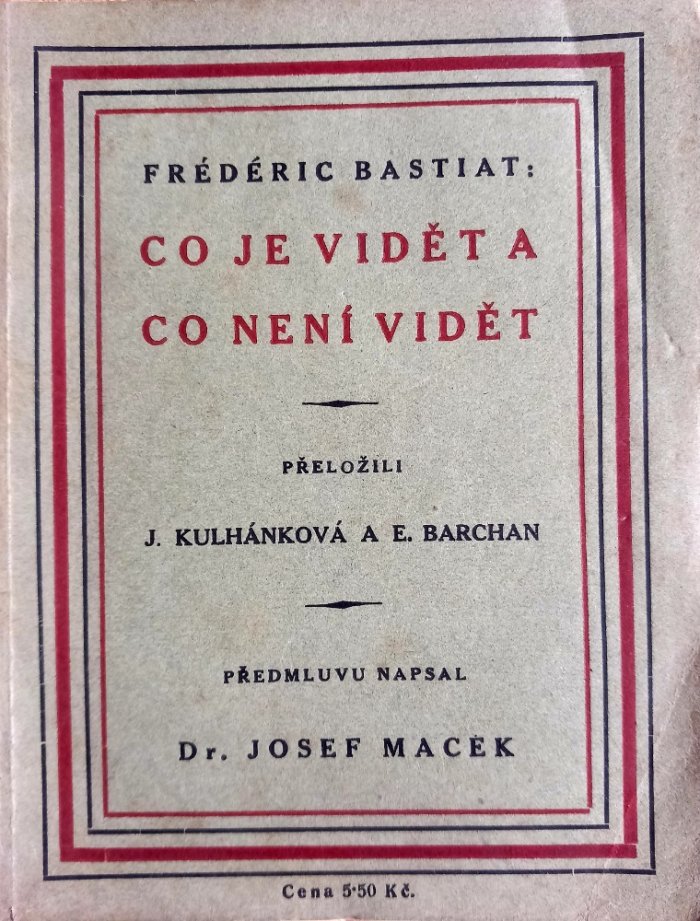 FRÉDÉRIC BASTIAT:
CO JE VIDĚT A
CO NENÍ VIDĚT
PŘELOŽILI
J. KULHÁNKOVÁ A E. BARCHAN
PŘEDMLUVU NAPSAL
Dr. JOSEF MACEK
Cena 5·50 Kč.